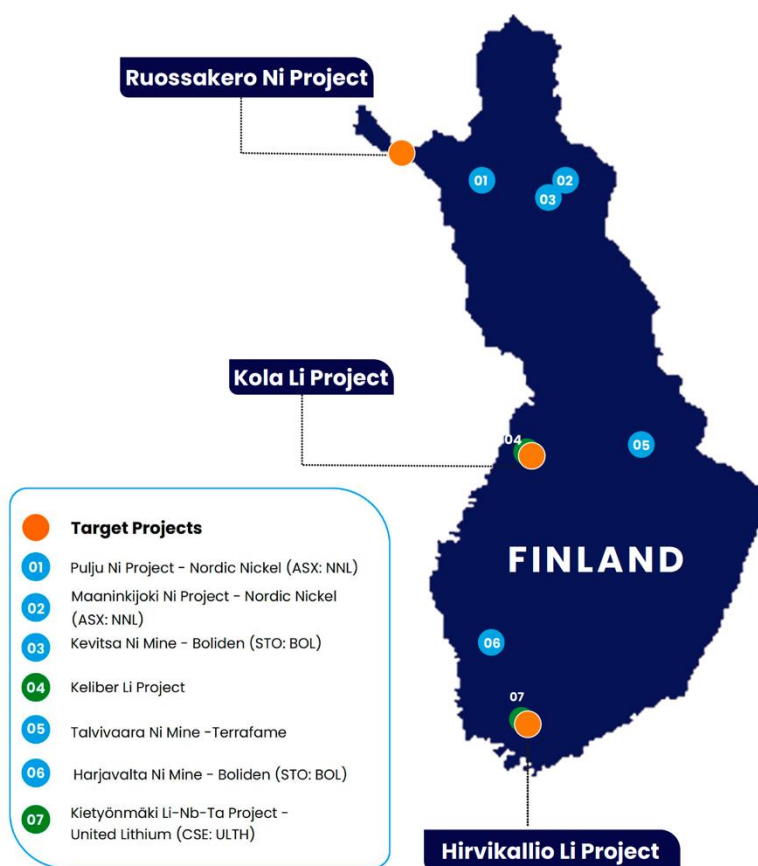 Ruossakero Ni Project
01
02
03
Kola Li Project
04
05
FINLAND
06
07
Hirvikallio Li Project
Target Projects
01 Pulju Ni Project - Nordic Nickel (ASX: NNL)
02 Maaninkijoki Ni Project - Nordic Nickel
(ASX: NNL)
03 Kevitsa Ni Mine - Boliden (STO: BOL)
04 Keliber Li Project
05 Talvivaara Ni Mine -Terrafame
06 Harjavalta Ni Mine - Boliden (STO: BOL)
07 Kietyönmäki Li-Nb-Ta Project -
United Lithium (CSE: ULTH)